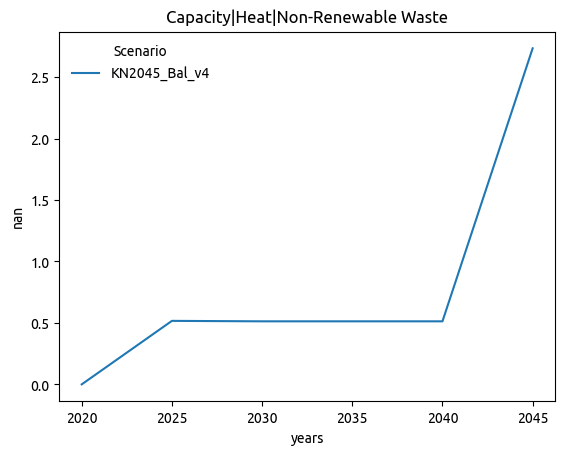 Capacity|Heat|Non-Renewable Waste
Scenario
KN2045_Bal_v4
2.5
2.0
1.5
1.0
0.5
0.0
nan
2020 2025 2030 2035 2040 2045
years